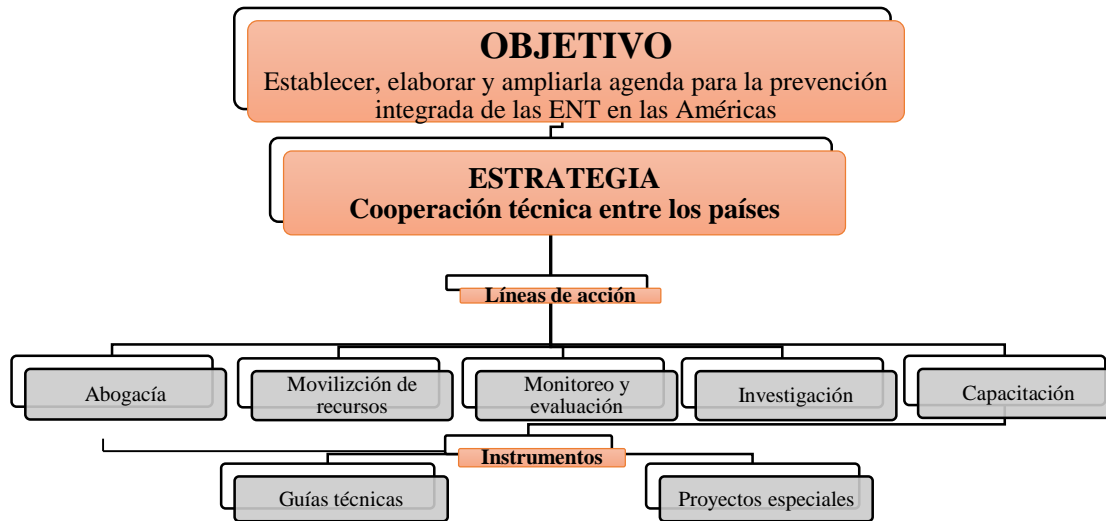 OBJETIVO
Establecer, elaborar y ampliarla agenda para la prevención
integrada de las ENT en las Américas
ESTRATEGIA
Cooperación técnica entre los países
Líneas de acción
Abogacía
Movilizción de
recursos
Monitoreo y
evaluación
Investigación
Capacitación
Instrumentos
Guías técnicas
Proyectos especiales